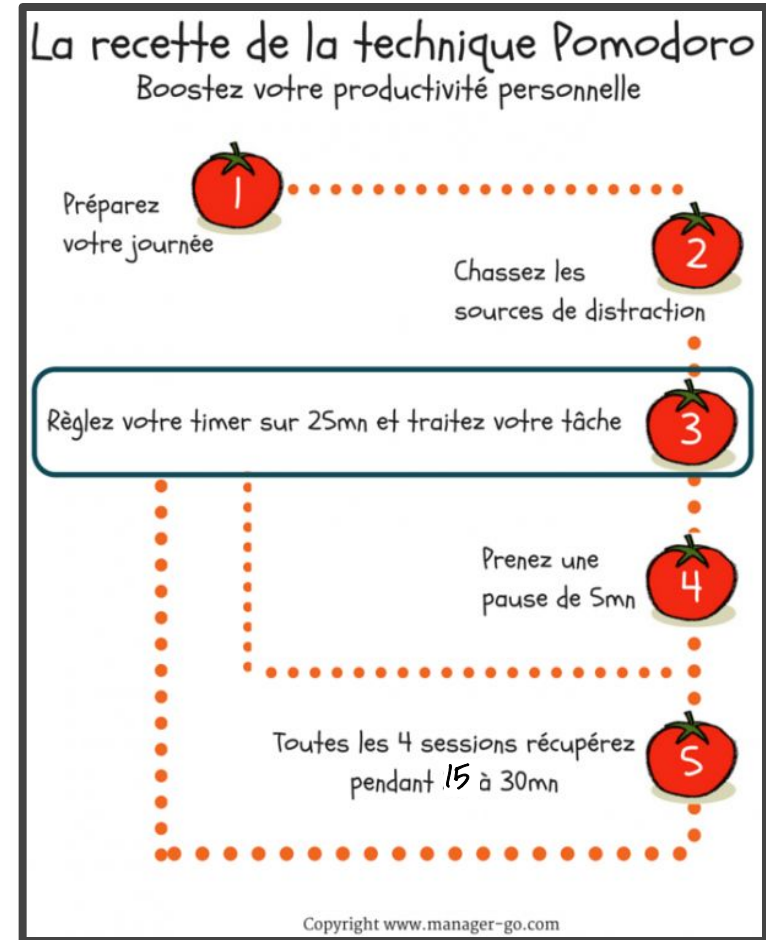 La recette de la technique Pomodoro
Boostez votre productivité personnelle
1
Préparez
votre journée
2
Chassez les
sources de distraction
Règlez votre timer sur 25mn et traitez votre tâche
3
Prenez une
pause de 5mn
4
Toutes les 4 sessions récupérez
pendant 15 à 30mn
5
Copyright www.manager-go.com